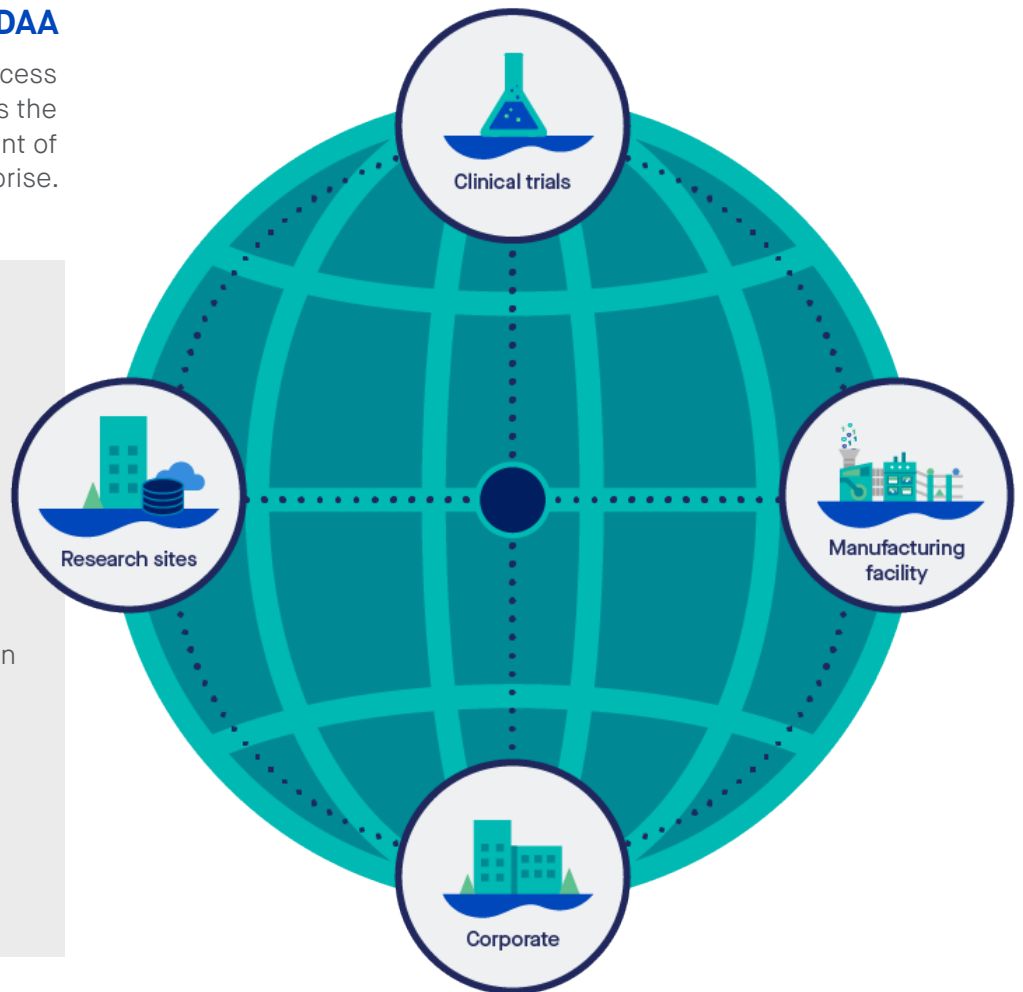 DAA
cess
s the
nt of
prise.
Clinical trials
Research sites
Manufacturing
facility
n
Corporate